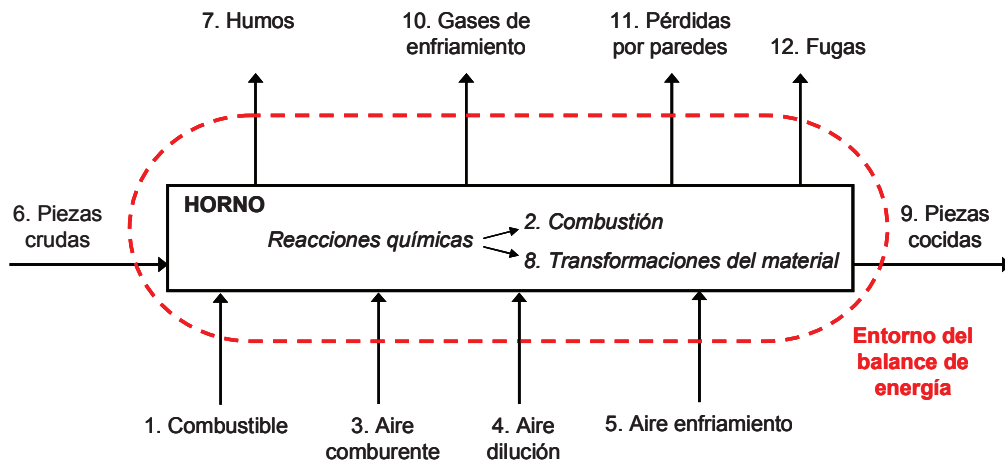 7. Humos
10. Gases de
enfriamiento
11. Pérdidas
por paredes
12. Fugas
6. Piezas
crudas
HORNO
Reacciones químicas
2. Combustión
8. Transformaciones del material
9. Piezas
cocidas
Entorno del
balance de
energía
1. Combustible
3. Aire
comburente
4. Aire
dilución
5. Aire enfriamiento